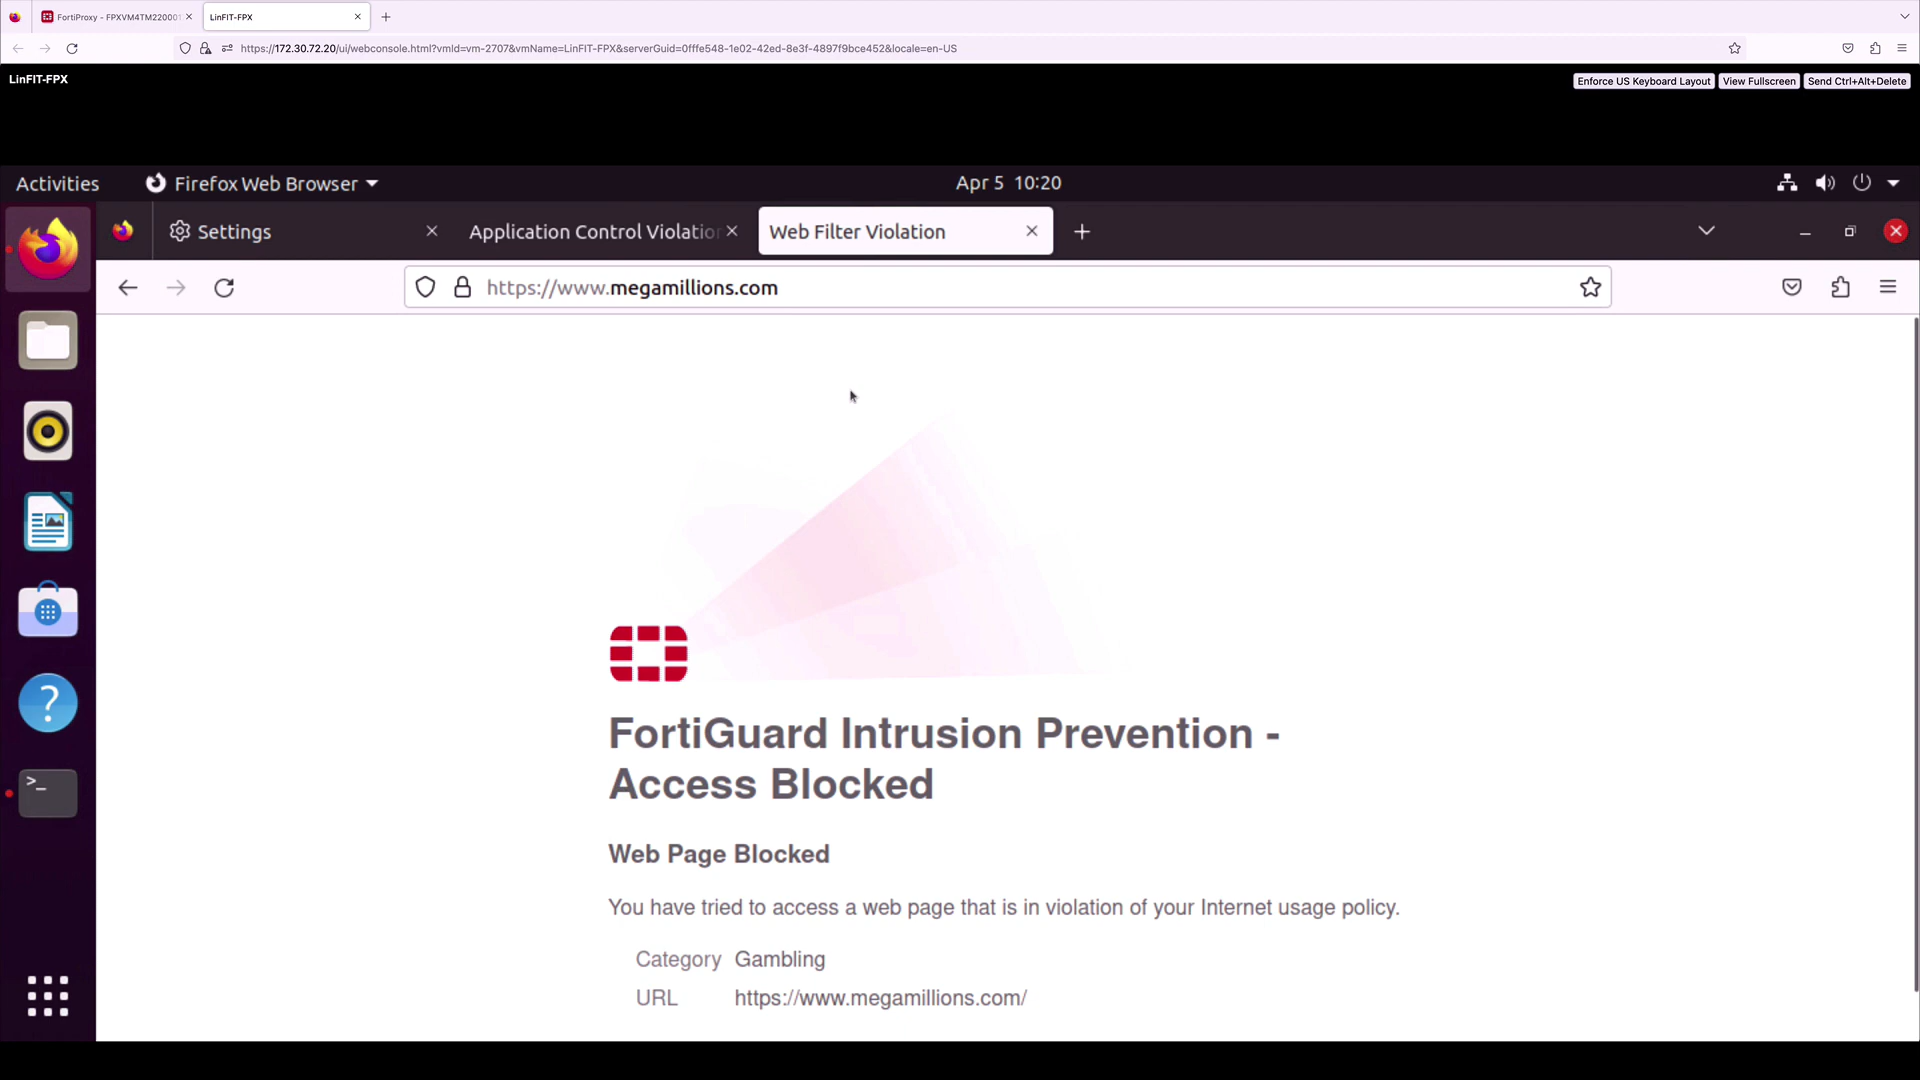 FortiProxy - FPXVM4TM220001
LinFIT-FPX
https://172.30.72.20/ui/webconsole.html?vmId=vm-2707&vmName=LinFIT-FPX&serverGuid=0fffe548-1e02-42ed-8e3f-4897f9bce452&locale=en-US
LinFIT-FPX
Enforce US Keyboard Layout
View Fullscreen
Send Ctrl+Alt+Delete
Activities
Firefox Web Browser
Apr 5 10:20
Settings
Application Control Violation
Web Filter Violation
https://www.megamillions.com
FortiGuard Intrusion Prevention -
Access Blocked
Web Page Blocked
You have tried to access a web page that is in violation of your Internet usage policy.
Category Gambling
URL https://www.megamillions.com/